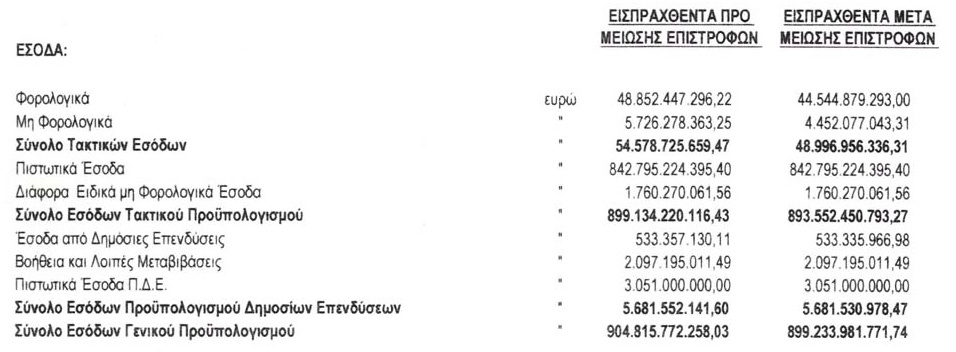 ΕΙΣΠΡΑΧΘΕΝΤΑ ΠΡΟ ΕΙΣΠΡΑΧΘΕΝΤΑ ΜΕΤΑ
ΜΕΙΩΣΗΣ ΕΠΙΣΤΡΟΦΩΝ ΜΕΙΩΣΗΣ ΕΠΙΣΤΡΟΦΩΝ
ΕΣΟΔΑ:
Φορολογικά ευρώ 48.852.447.296,22 44.544.879.293,00
Μη Φορολογικά " 5.726.278.363,25 4.452.077.043,31
Σύνολο Τακτικών Εσόδων " 54.578.725.659,47 48.996.956.336,31
Πιστωτικά Έσοδα " 842.795.224.395,40 842.795.224.395,40
Διάφορα Ειδικά μη Φορολογικά Έσοδα " 1.760.270.061,56 1.760.270.061,56
Σύνολο Εσόδων Τακτικού Προϋπολογισμού " 899.134.220.116,43 893.552.450.793,27
Έσοδα από Δημόσιες Επενδύσεις " 533.357.130,11 533.335.966,98
Βοήθεια και Λοιπές Μεταβιβάσεις " 2.097.195.011,49 2.097.195.011,49
Πιστωτικά Έσοδα Π.Δ.Ε. " 3.051.000.000,00 3.051.000.000,00
Σύνολο Εσόδων Προϋπολογισμού Δημοσίων Επενδύσεων " 5.681.552.141,60 5.681.530.978,47
Σύνολο Εσόδων Γενικού Προϋπολογισμού " 904.815.772.258,03 899.233.981.771,74